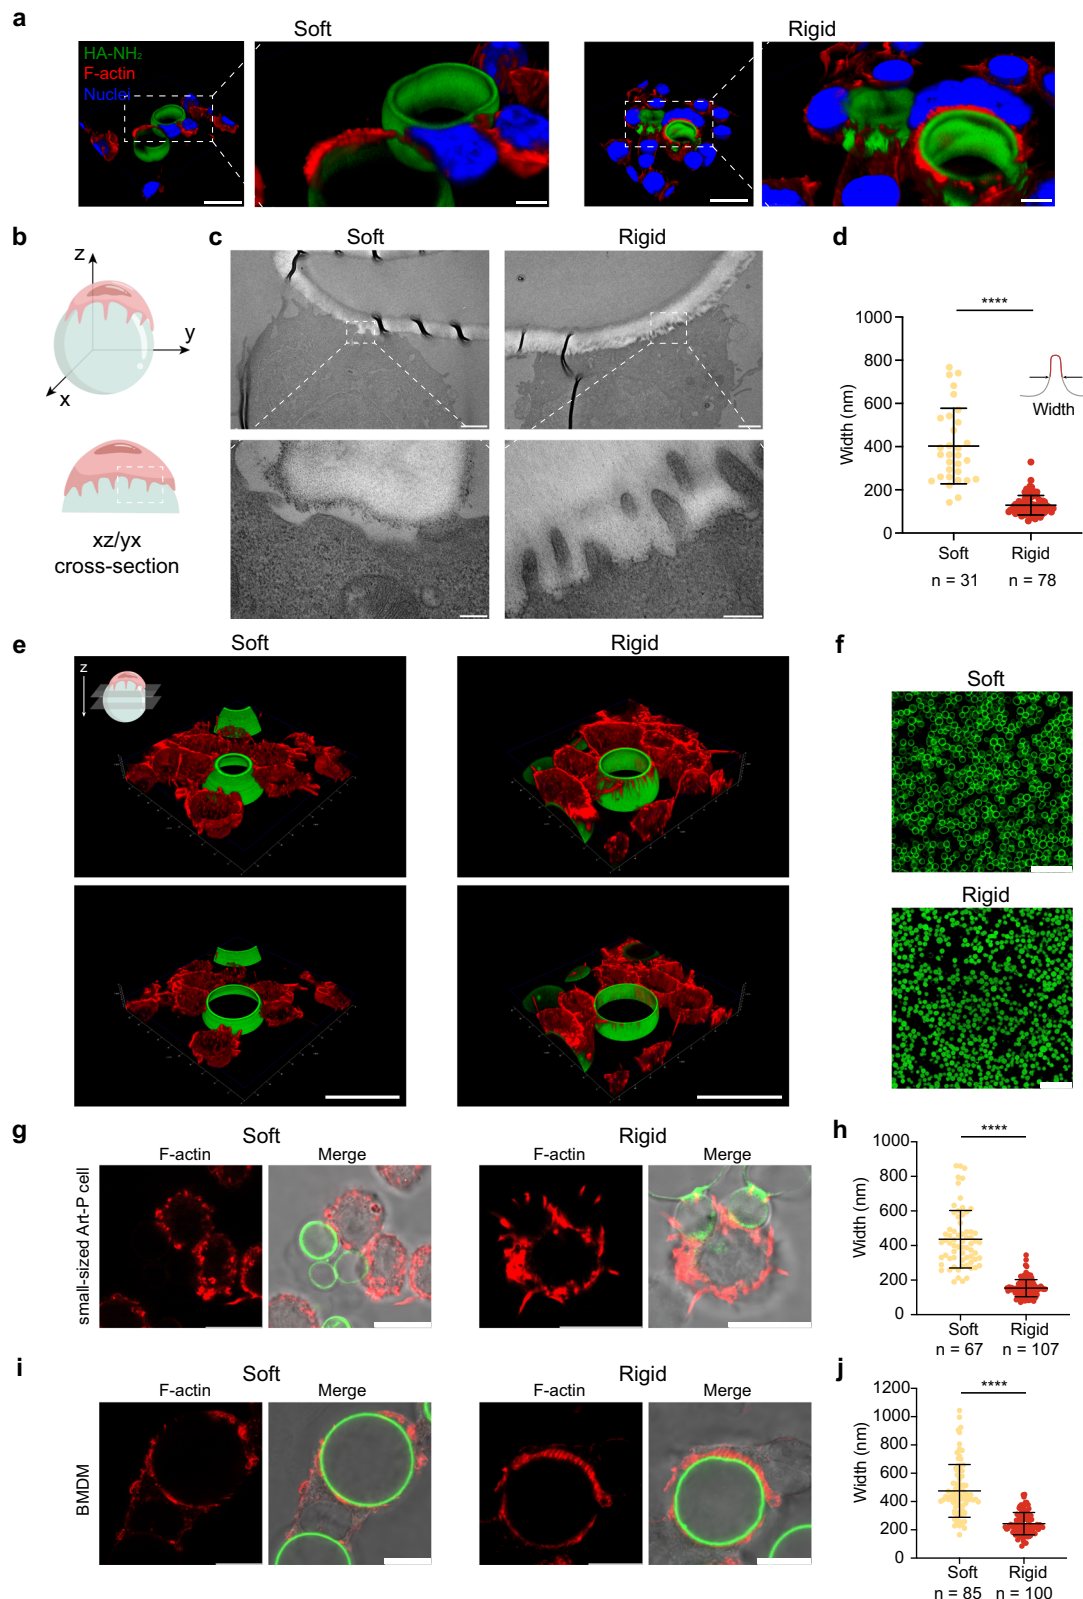 a
Soft
Rigid
HA-NH₂
F-actin
Nuclei
b
z
y
x
xz/yx
cross-section
c
Soft
Rigid
d
Width (nm)
1000
800
600
400
200
0
****
Width
Soft
Rigid
n = 31
n = 78
e
Soft
Rigid
z
f
Soft
Rigid
g
Soft
Rigid
F-actin
Merge
F-actin
Merge
small-sized Art-P cell
h
Width (nm)
1000
800
600
400
200
0
****
Soft
Rigid
n = 67
n = 107
i
Soft
Rigid
F-actin
Merge
F-actin
Merge
BMDM
j
Width (nm)
1200
1000
800
600
400
200
0
****
Soft
Rigid
n = 85
n = 100